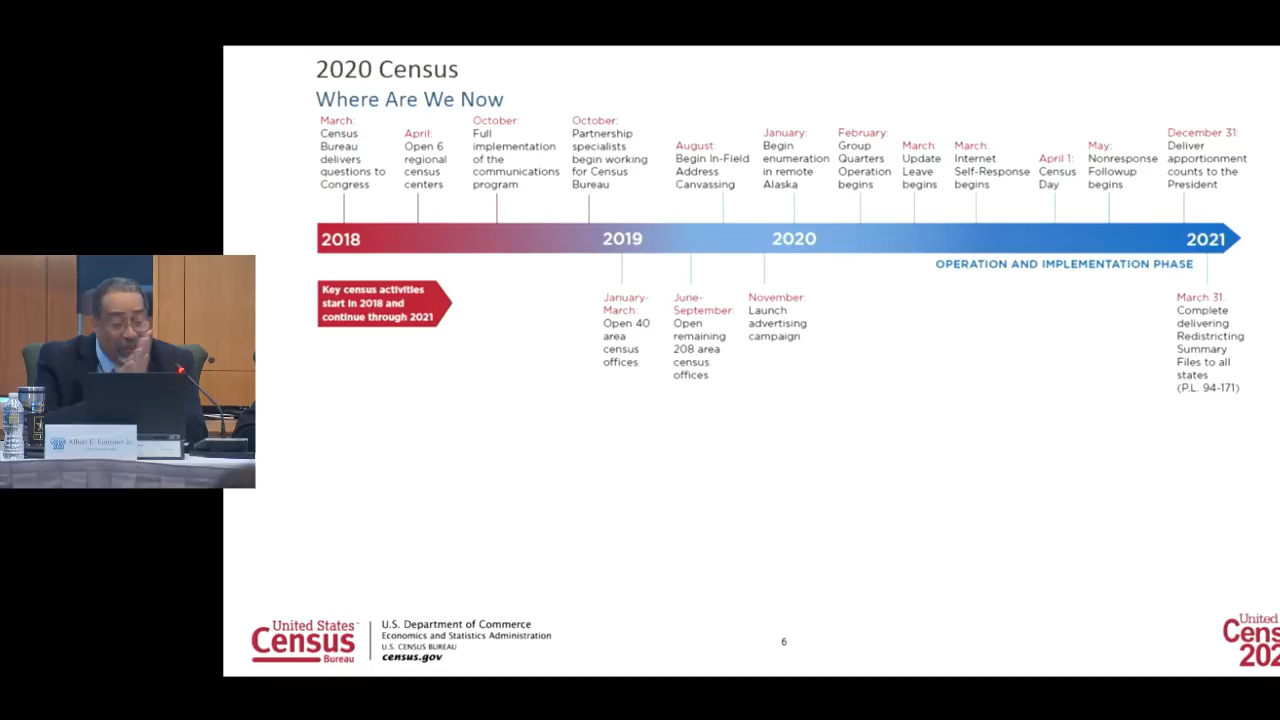 2020 Census
Where Are We Now
March:
Census
Bureau
delivers
questions to
Congress
April:
Open 6
regional
census
centers
October:
Full
implementation
of the
communications
program
October:
Partnership
specialists
begin working
for Census
Bureau
August:
Begin In-Field
Address
Canvassing
January:
Begin
enumeration
in remote
Alaska
February:
Group
Quarters
Operation
begins
March:
Update
Leave
begins
March:
Internet
Self-Response
begins
April 1:
Census
Day
May:
Nonresponse
Followup
begins
December 31:
Deliver
apportionment
counts to the
President
2018
2019
2020
2021
OPERATION AND IMPLEMENTATION PHASE
Key census activities
start in 2018 and
continue through 2021
January-
March:
Open 40
area
census
offices
June-
September:
Open
remaining
208 area
census
offices
November:
Launch
advertising
campaign
March 31:
Complete
delivering
Redistricting
Summary
Files to all
states
(P.L. 94-171)
Albert E.
United States
Census
Bureau
U.S. Department of Commerce
Economics and Statistics Administration
U.S. CENSUS BUREAU
census.gov
6
United
Cens
202